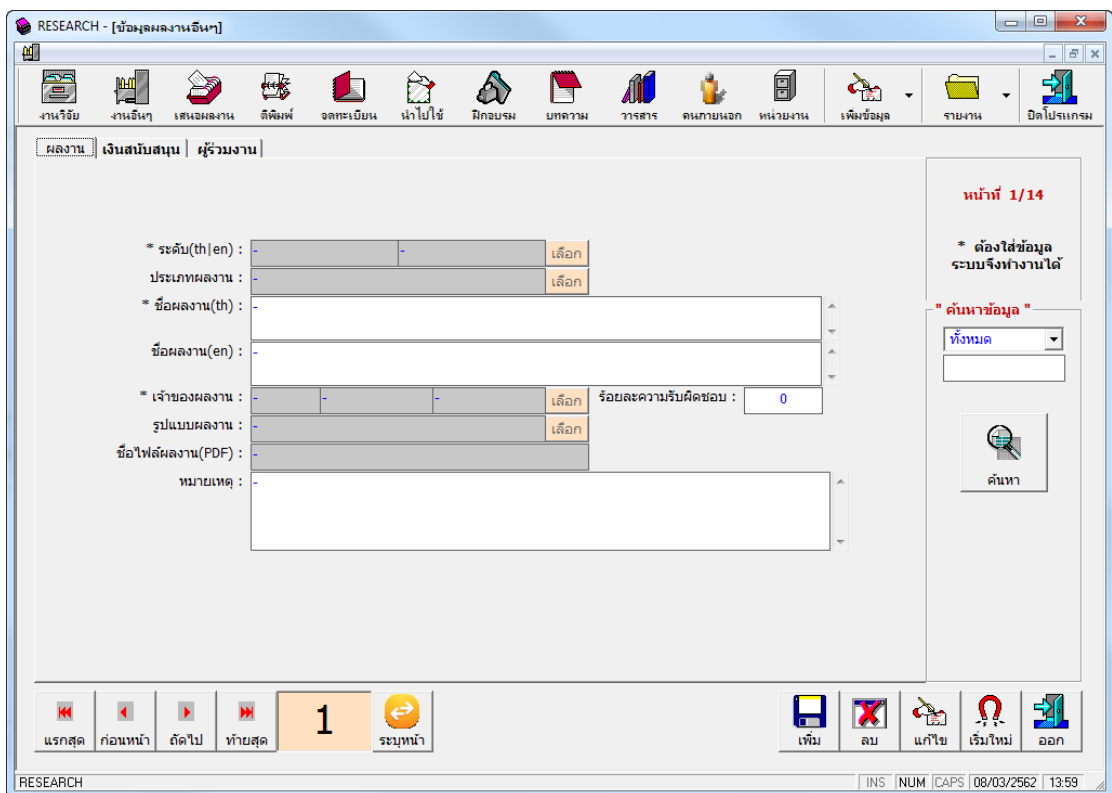 RESEARCH - [ข้อมูลผลงานอื่นๆ]
งานวิจัย งานอื่นๆ เสนอผลงาน ตีพิมพ์ จดทะเบียน นำไปใช้ ฝึกอบรม บทความ วารสาร คนภายนอก หน่วยงาน เพิ่มข้อมูล รายงาน ปิดโปรแกรม
ผลงาน เงินสนับสนุน ผู้ร่วมงาน
หน้าที่ 1/14
* ระดับ(th|en) : - - เลือก
* ต้องใส่ข้อมูล
ระบบจึงทำงานได้
ประเภทผลงาน : - เลือก
* ชื่อผลงาน(th) : -
" ค้นหาข้อมูล "
ทั้งหมด
ชื่อผลงาน(en) : -
* เจ้าของผลงาน : - - - เลือก ร้อยละความรับผิดชอบ : 0
รูปแบบผลงาน : - เลือก
ชื่อไฟล์ผลงาน(PDF) : -
หมายเหตุ : -
ค้นหา
แรกสุด ก่อนหน้า ถัดไป ท้ายสุด 1 ระบุหน้า เพิ่ม ลบ แก้ไข เริ่มใหม่ ออก
RESEARCH INS NUM CAPS 08/03/2562 13:59